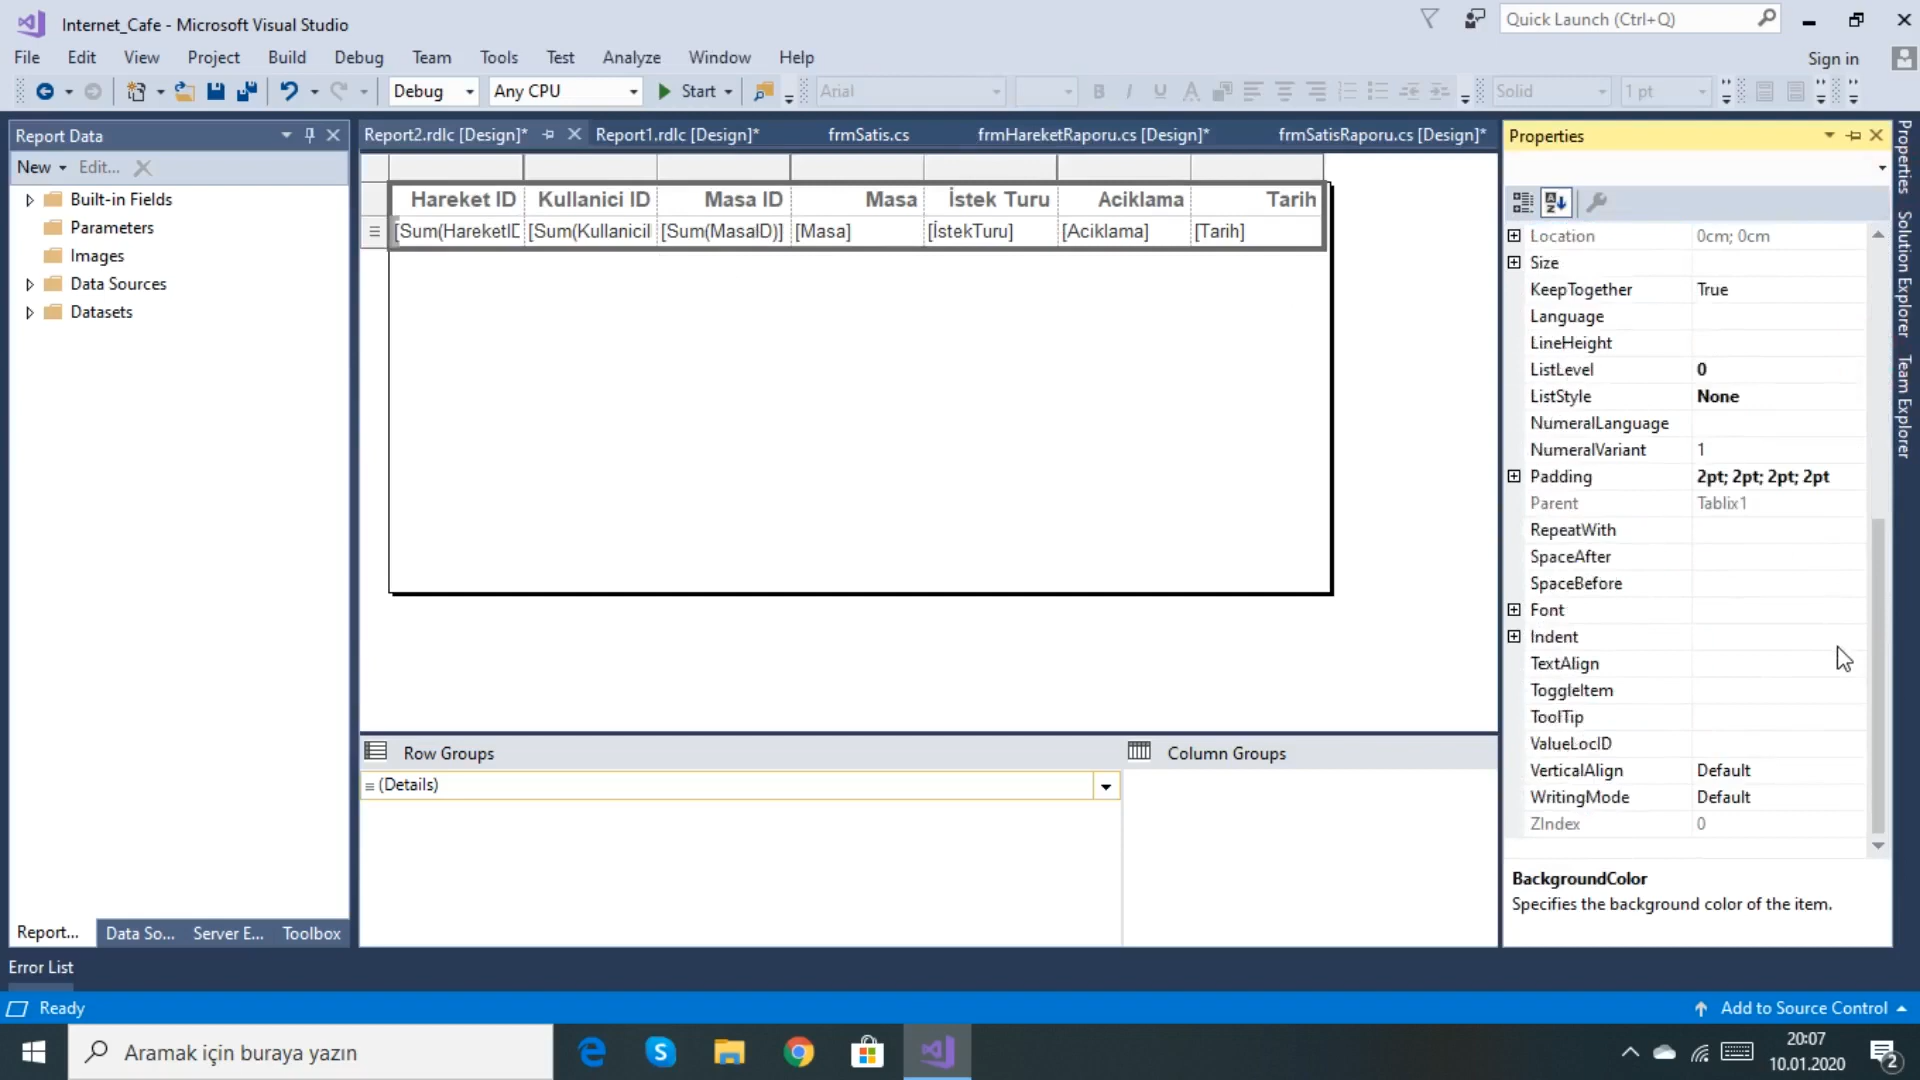 Internet_Cafe - Microsoft Visual Studio
Quick Launch (Ctrl+Q)
File Edit View Project Build Debug Team Tools Test Analyze Window Help
Sign in
Debug Any CPU Start Arial B I U A Solid 1 pt
Report Data
Report2.rdlc [Design]* Report1.rdlc [Design]* frmSatis.cs frmHareketRaporu.cs [Design]* frmSatisRaporu.cs [Design]*
Properties
New Edit...
Built-in Fields
Parameters
Images
Data Sources
Datasets
Hareket ID Kullanici ID Masa ID Masa İstek Turu Aciklama Tarih
[Sum(HareketID [Sum(KullaniciI [Sum(MasaID)] [Masa] [İstekTuru] [Aciklama] [Tarih]
Location 0cm; 0cm
Size
KeepTogether True
Language
LineHeight
ListLevel 0
ListStyle None
NumeralLanguage
NumeralVariant 1
Padding 2pt; 2pt; 2pt; 2pt
Parent Tablix1
RepeatWith
SpaceAfter
SpaceBefore
Font
Indent
TextAlign
ToggleItem
ToolTip
ValueLocID
VerticalAlign Default
WritingMode Default
ZIndex 0
BackgroundColor
Specifies the background color of the item.
Properties
Solution Explorer
Team Explorer
Row Groups
Column Groups
(Details)
Report... Data So... Server E... Toolbox
Error List
Ready
Add to Source Control
Aramak için buraya yazın
20:07
10.01.2020
2